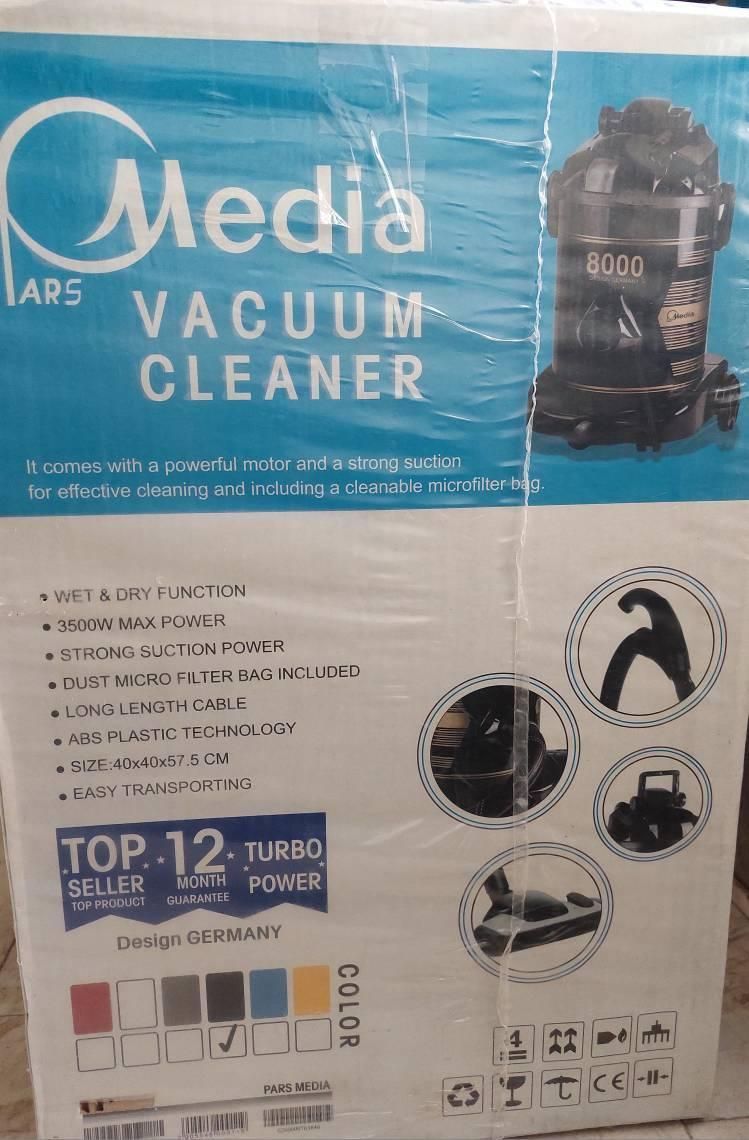 Media
PARS
VACUUM
CLEANER
8000
Media
It comes with a powerful motor and a strong suction
for effective cleaning and including a cleanable microfilter bag.
• WET & DRY FUNCTION
• 3500W MAX POWER
• STRONG SUCTION POWER
• DUST MICRO FILTER BAG INCLUDED
• LONG LENGTH CABLE
• ABS PLASTIC TECHNOLOGY
• SIZE:40x40x57.5 CM
• EASY TRANSPORTING
TOP
SELLER
TOP PRODUCT
12
MONTH
GUARANTEE
TURBO
POWER
Design GERMANY
COLOR
4
CE
PARS MEDIA